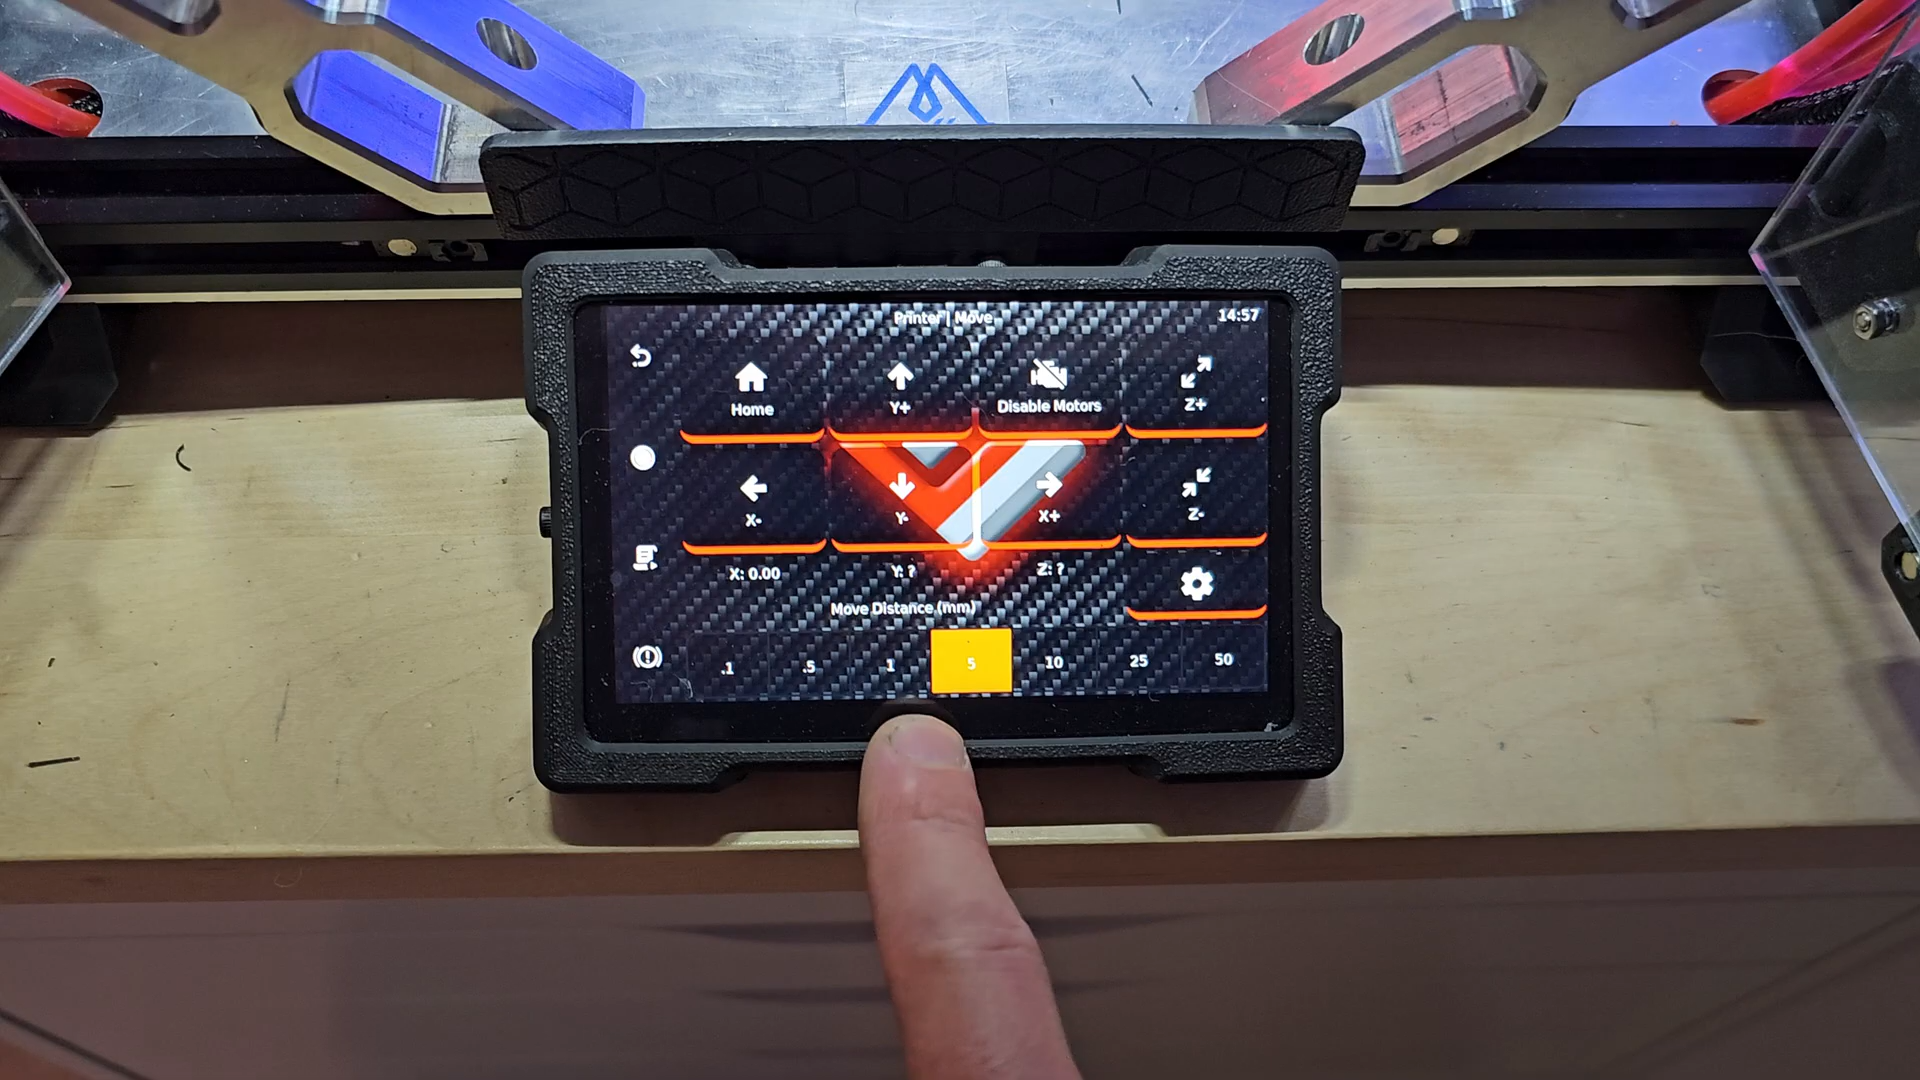 Printer | Move
14:57
Home
Y+
Disable Motors
Z+
X-
Y-
X+
Z-
X: 0.00
Y: ?
Z: ?
Move Distance (mm)
.1
.5
1
5
10
25
50